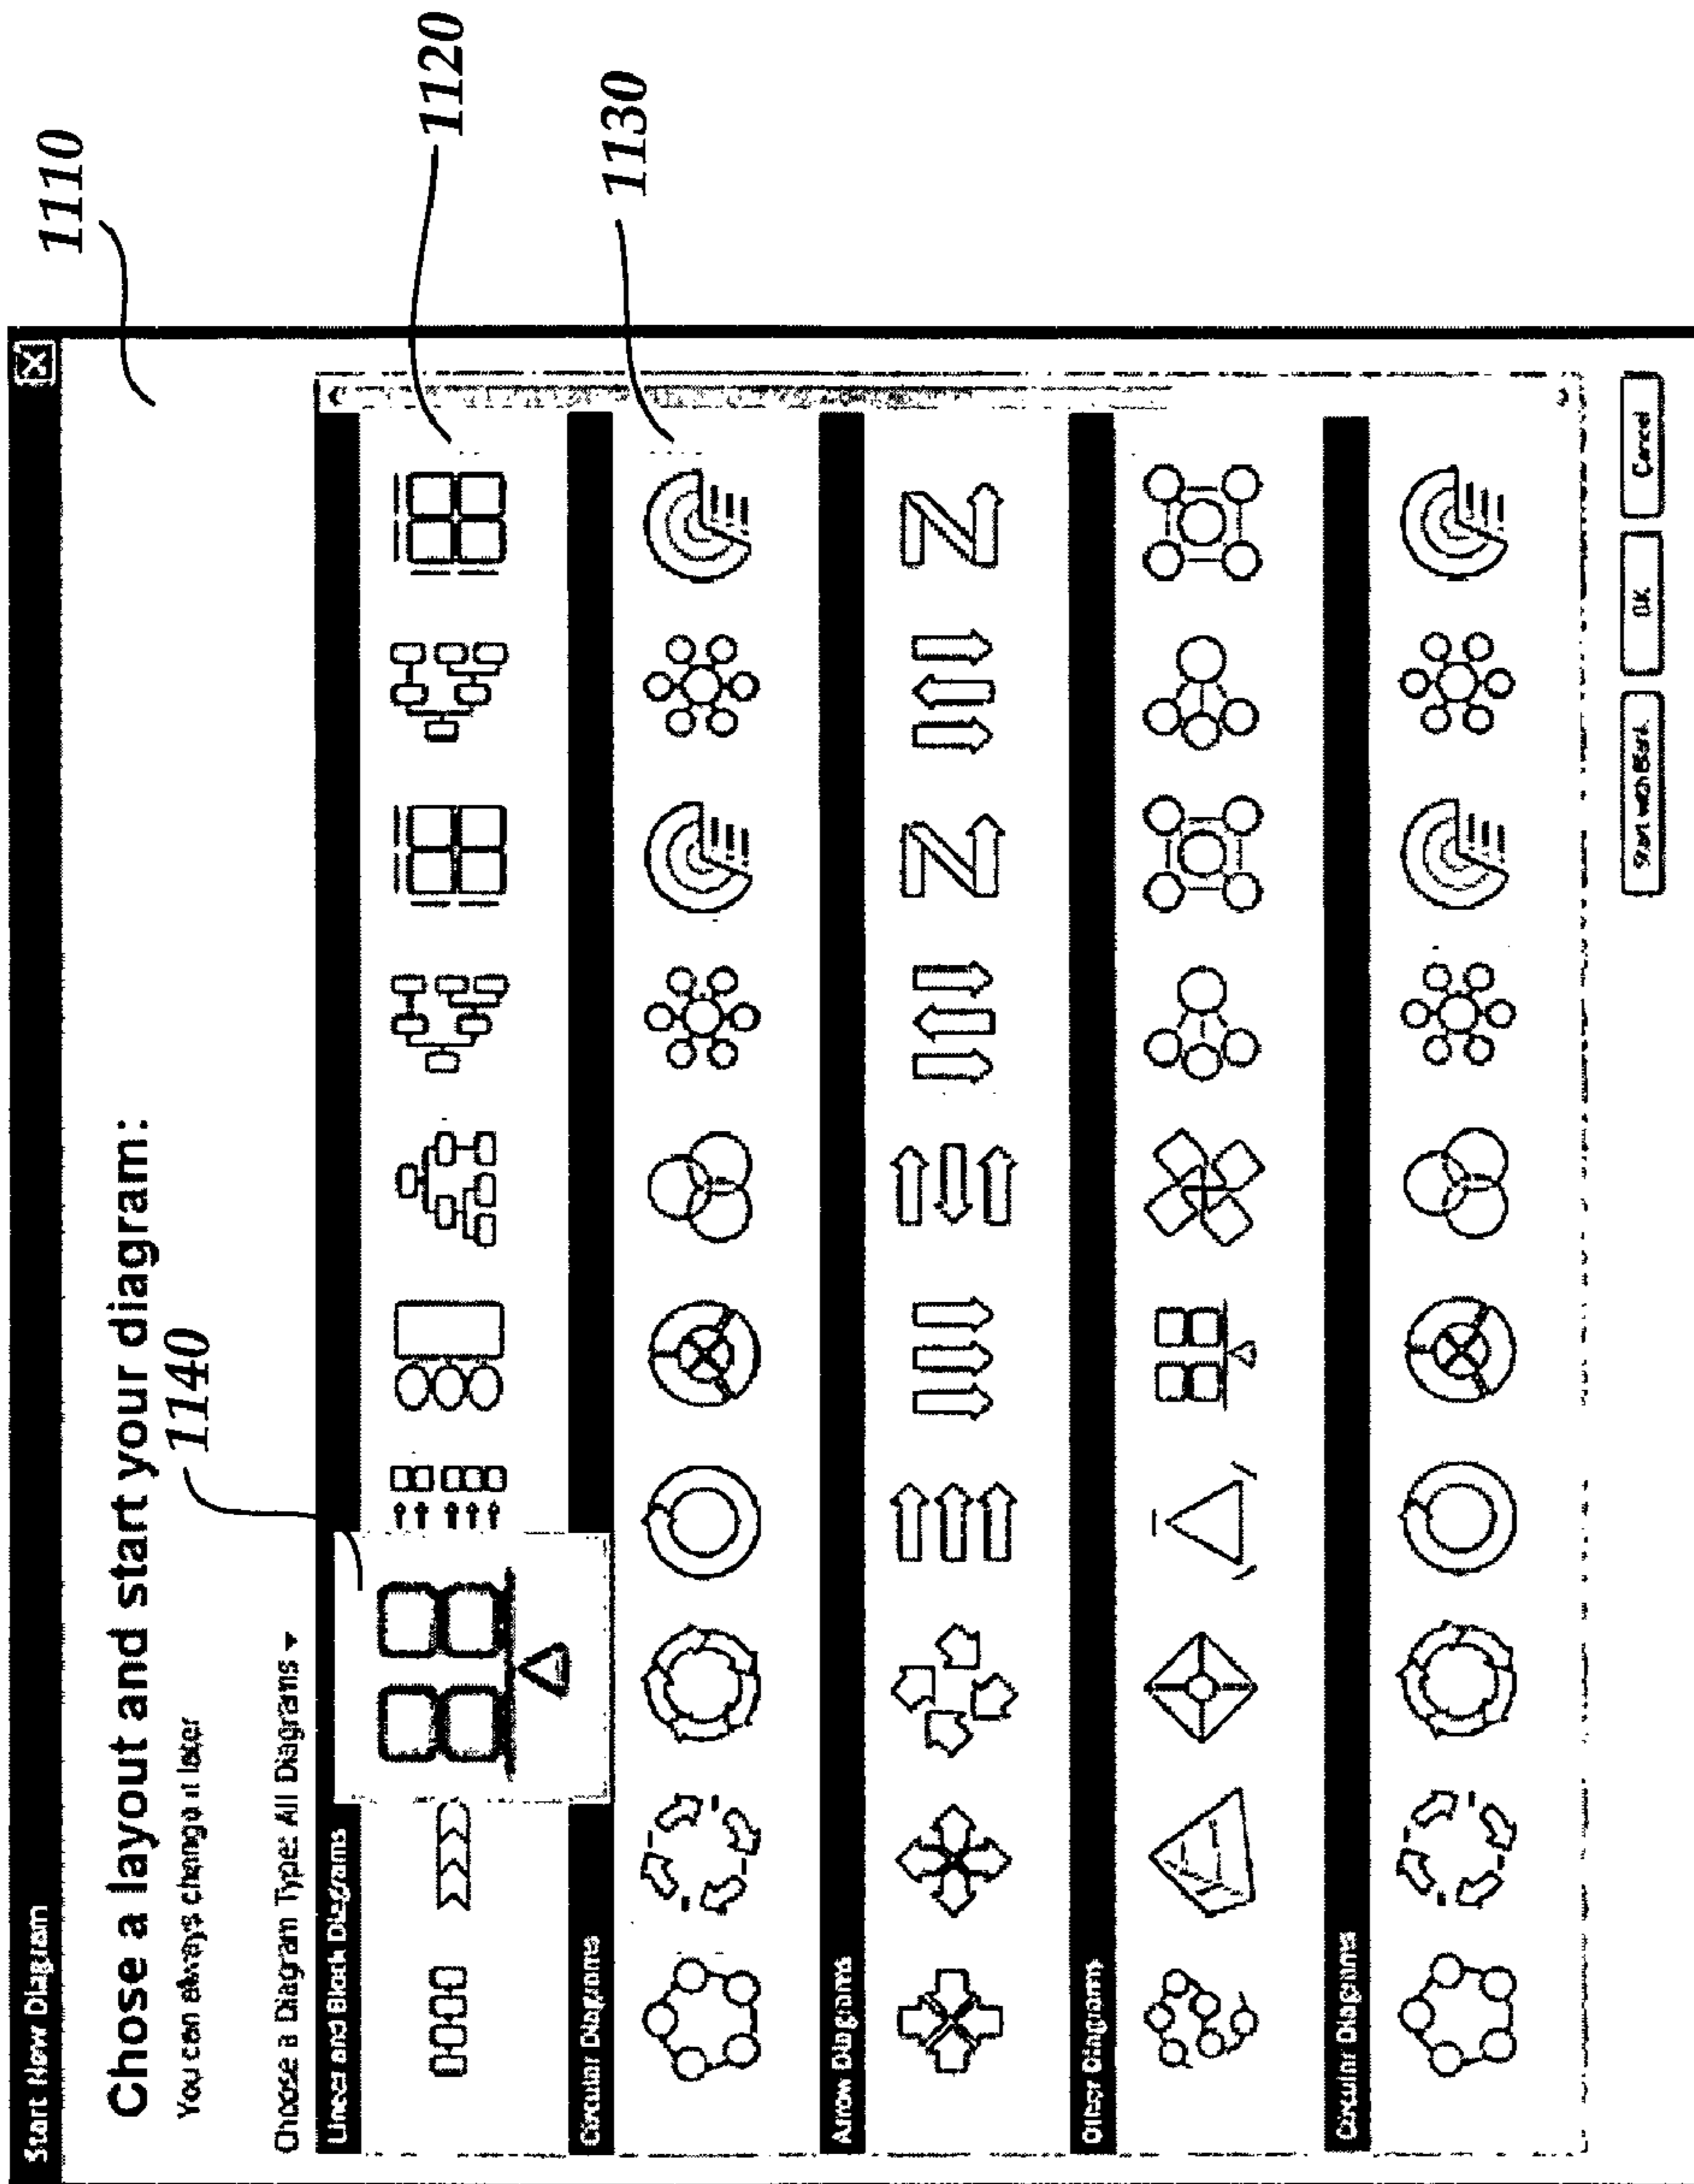 1110
1120
1130
Start New Diagram
Chose a layout and start your diagram:
You can always change it later
1140
Choose a Diagram Type: All Diagrams
Linear and Block Diagrams
Circular Diagrams
Arrow Diagrams
Other Diagrams
Circular Diagrams
Start with Blank
OK
Cancel